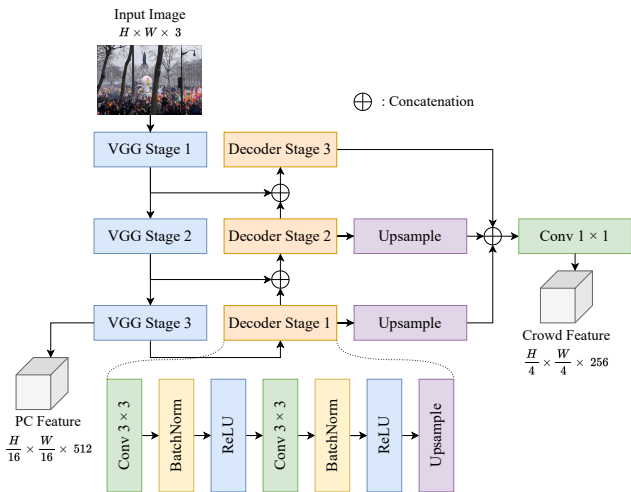 Input Image
H × W × 3
⊕ : Concatenation
VGG Stage 1
Decoder Stage 3
VGG Stage 2
Decoder Stage 2
Upsample
Conv 1 × 1
VGG Stage 3
Decoder Stage 1
Upsample
Crowd Feature
H/4 × W/4 × 256
PC Feature
H/16 × W/16 × 512
Conv 3 × 3
BatchNorm
ReLU
Conv 3 × 3
BatchNorm
ReLU
Upsample